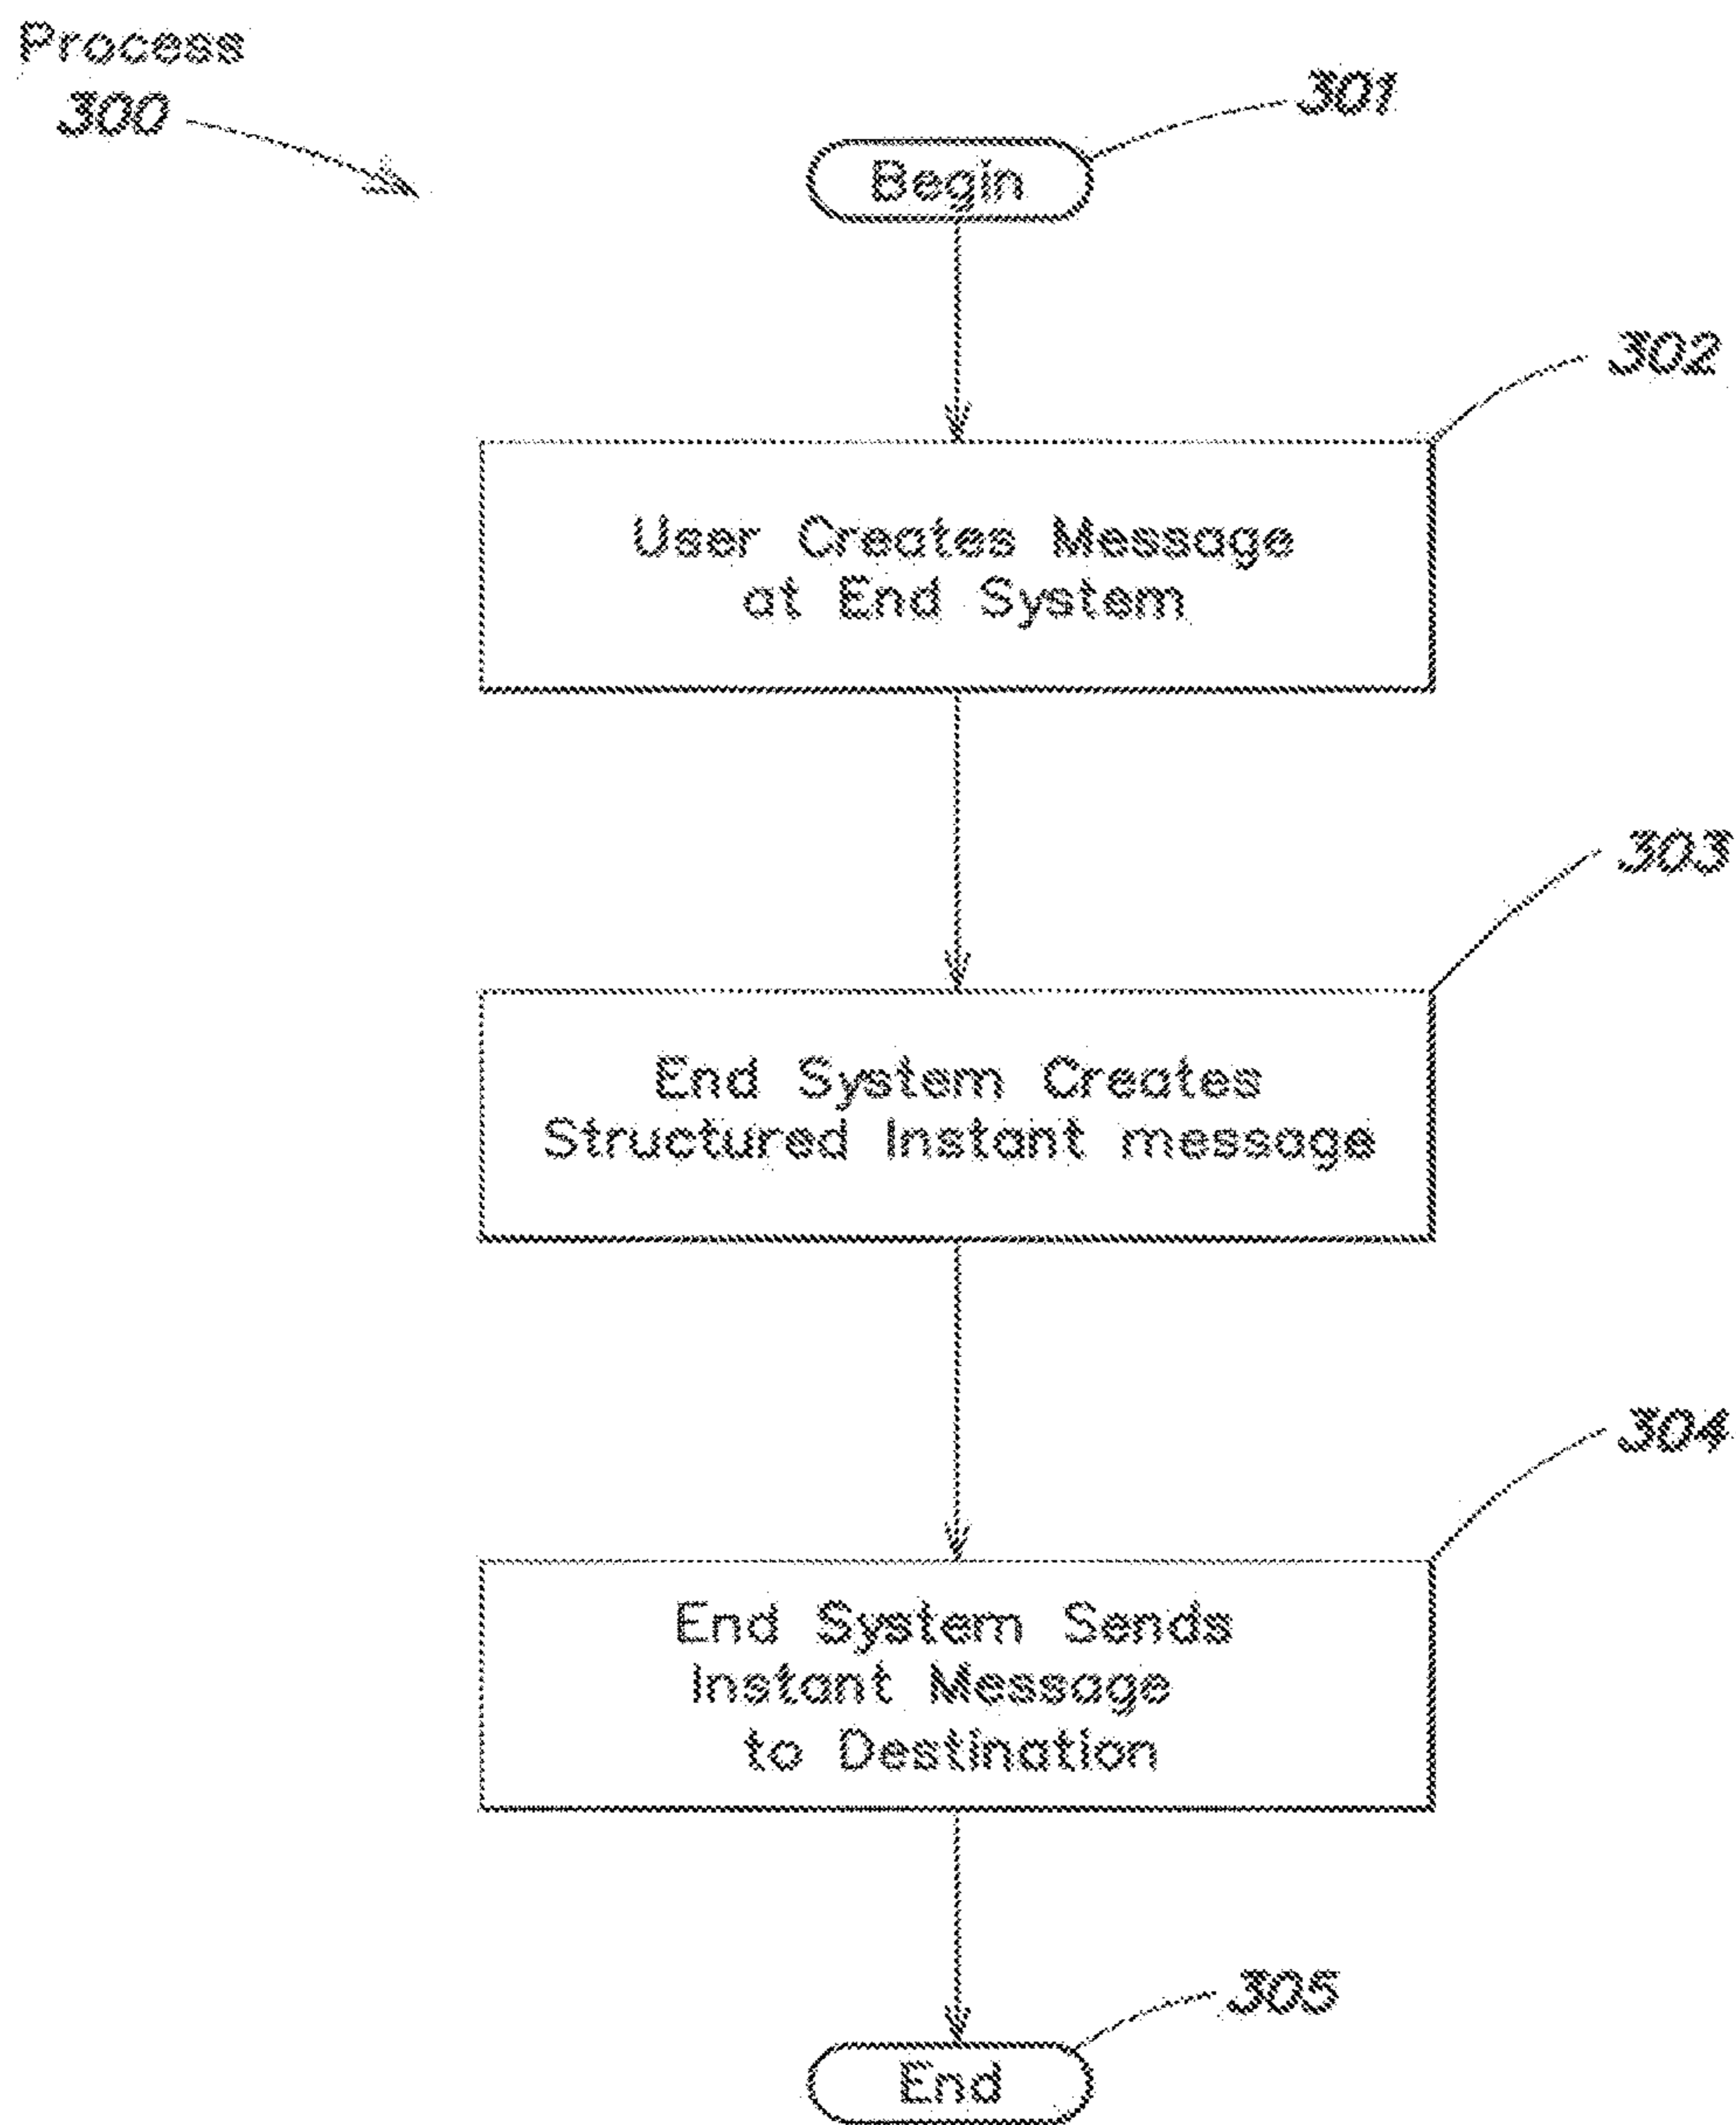 Process
300
301
Begin
302
User Creates Message
at End System
303
End System Creates
Structured Instant message
304
End System Sends
Instant Message
to Destination
305
End